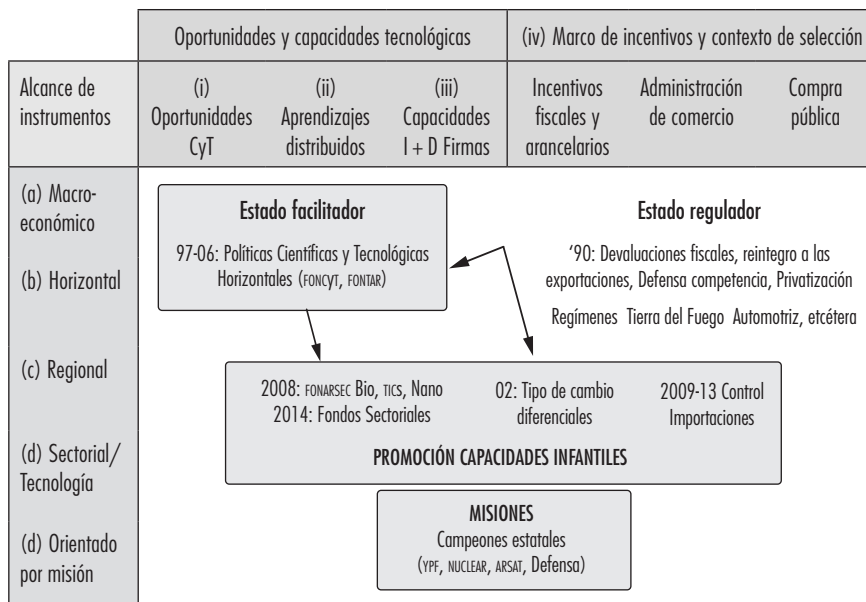 Oportunidades y capacidades tecnológicas
(iv) Marco de incentivos y contexto de selección
Alcance de
instrumentos
(i)
Oportunidades
CyT
(ii)
Aprendizajes
distribuidos
(iii)
Capacidades
I + D Firmas
Incentivos
fiscales y
arancelarios
Administración
de comercio
Compra
pública
(a) Macro-
económico
(b) Horizontal
(c) Regional
(d) Sectorial/
Tecnología
(d) Orientado
por misión
Estado facilitador
97-06: Políticas Científicas y Tecnológicas
Horizontales (FONCYT, FONTAR)
Estado regulador
‘90: Devaluaciones fiscales, reintegro a las
exportaciones, Defensa competencia, Privatización
Regímenes Tierra del Fuego Automotriz, etcétera
2008: FONARSEC Bio, TICS, Nano
2014: Fondos Sectoriales
02: Tipo de cambio
diferenciales
2009-13 Control
Importaciones
PROMOCIÓN CAPACIDADES INFANTILES
MISIONES
Campeones estatales
(YPF, NUCLEAR, ARSAT, Defensa)